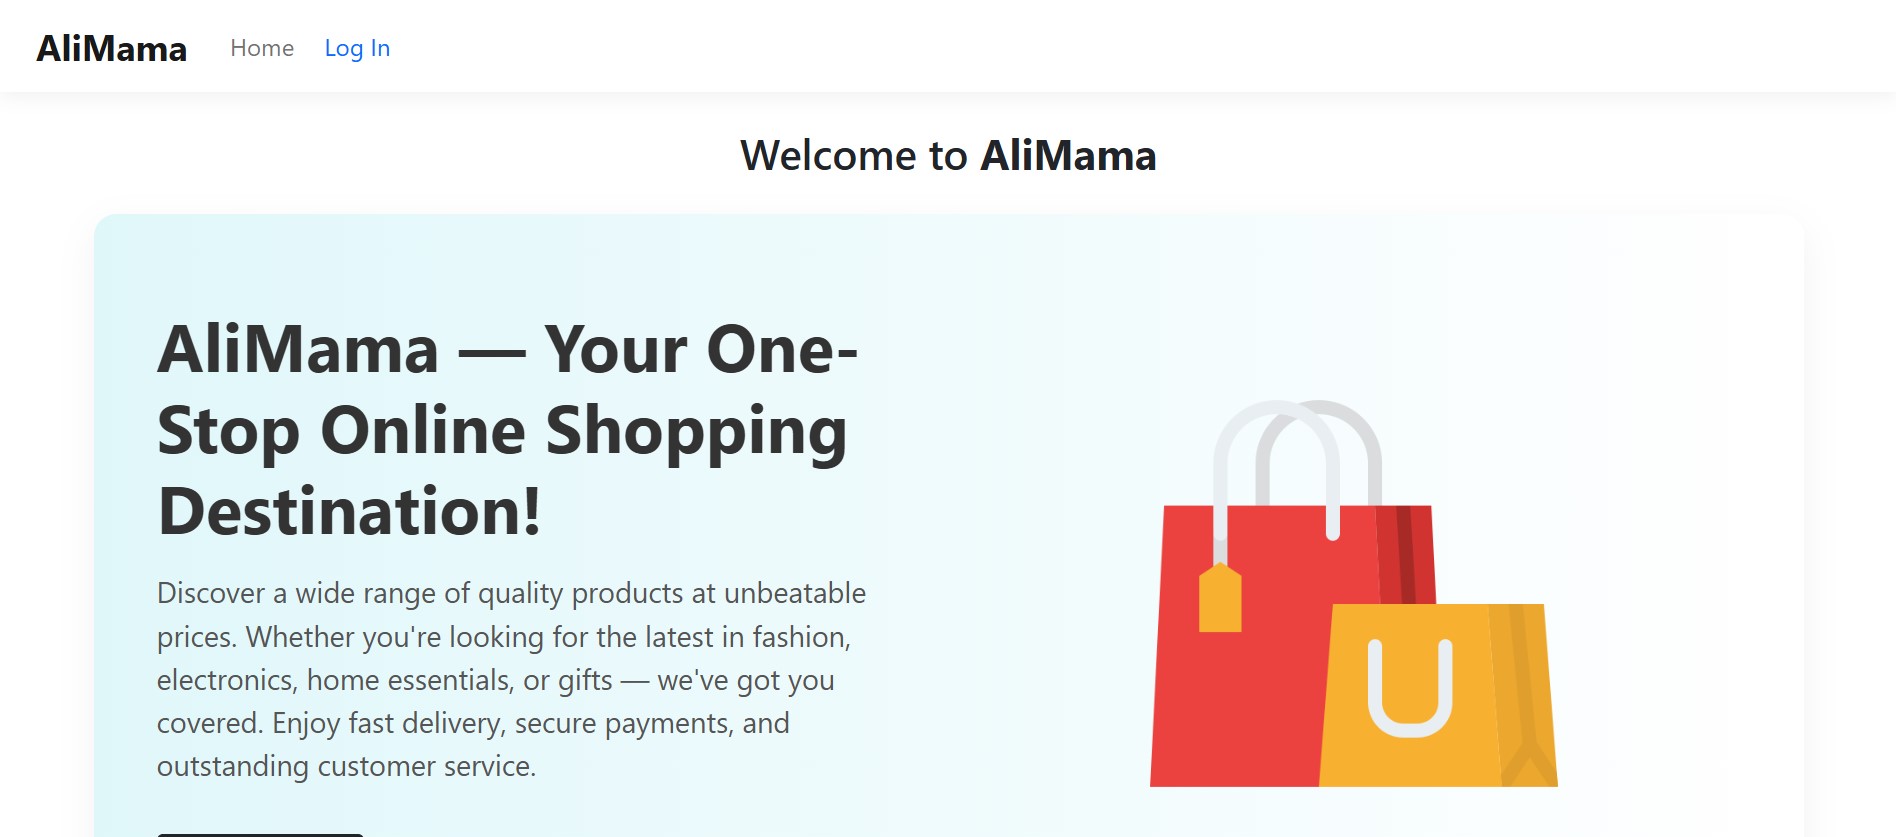 AliMama Home Log In
Welcome to AliMama
AliMama — Your One-
Stop Online Shopping
Destination!
Discover a wide range of quality products at unbeatable
prices. Whether you're looking for the latest in fashion,
electronics, home essentials, or gifts — we've got you
covered. Enjoy fast delivery, secure payments, and
outstanding customer service.